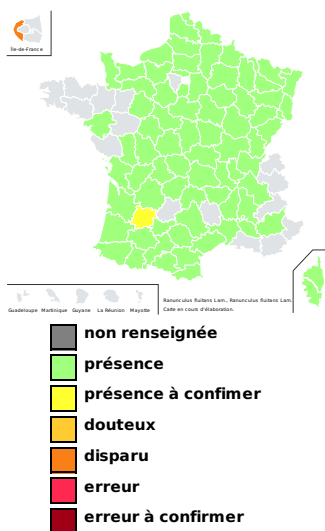 Île-de-France
Guadeloupe Martinique Guyane La Réunion Mayotte
Ranunculus fluitans Lam., Ranunculus fluitans Lam.
Carte en cours d'élaboration.
non renseignée
présence
présence à confimer
douteux
disparu
erreur
erreur à confirmer